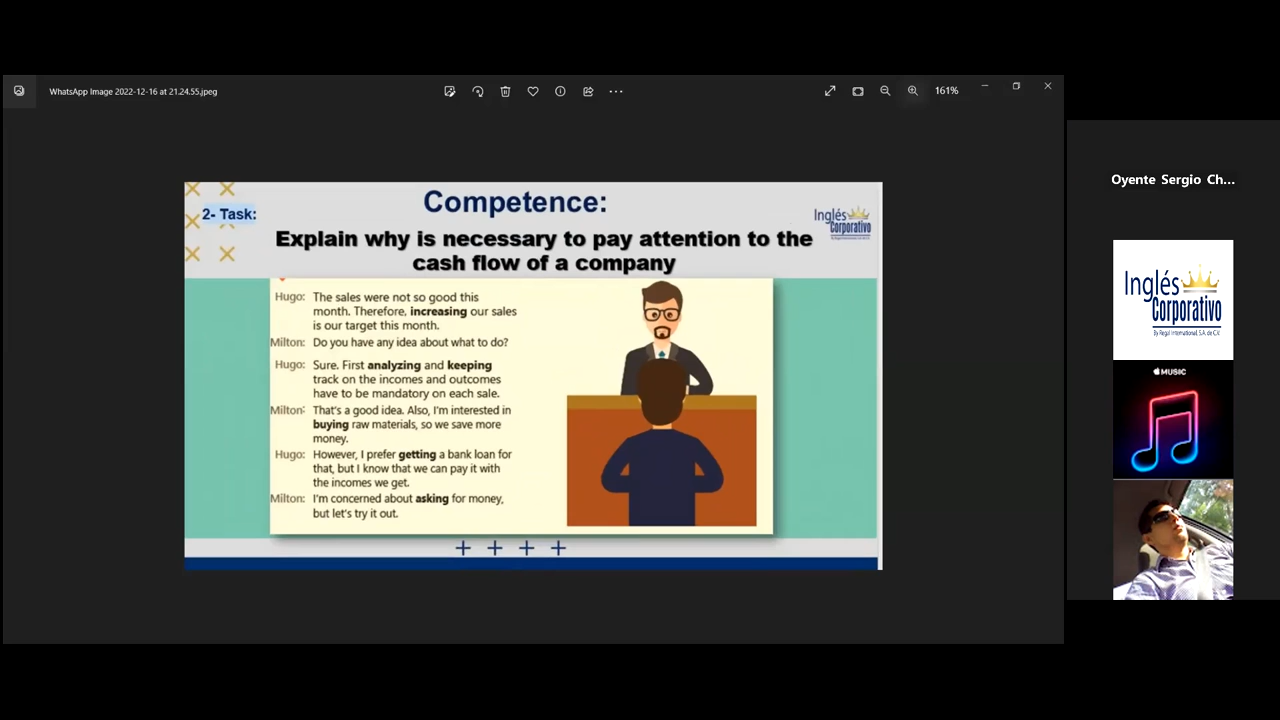 WhatsApp Image 2022-12-16 at 21.24.55.jpeg
161%
2- Task:
Competence:
Inglés
Corporativo
Explain why is necessary to pay attention to the
cash flow of a company
Hugo: The sales were not so good this
month. Therefore, increasing our sales
is our target this month.
Milton: Do you have any idea about what to do?
Hugo: Sure. First analyzing and keeping
track on the incomes and outcomes
have to be mandatory on each sale.
Milton: That's a good idea. Also, I'm interested in
buying raw materials, so we save more
money.
Hugo: However, I prefer getting a bank loan for
that, but I know that we can pay it with
the incomes we get.
Milton: I'm concerned about asking for money,
but let's try it out.
Oyente Sergio Ch...
Inglés
Corporativo
By Regal International, S.A. de C.V.
MUSIC